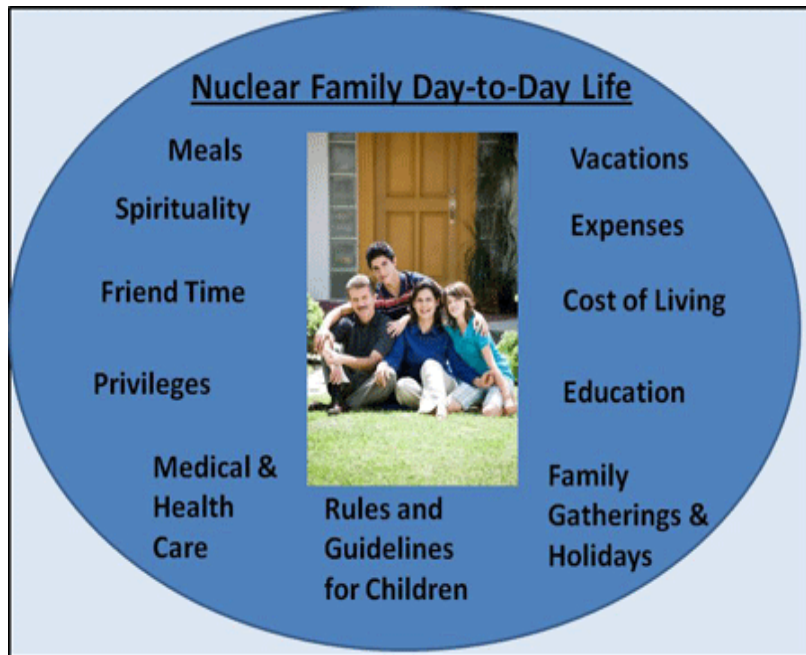 Nuclear Family Day-to-Day Life
Meals
Spirituality
Friend Time
Privileges
Medical &
Health
Care
Rules and
Guidelines
for Children
Vacations
Expenses
Cost of Living
Education
Family
Gatherings &
Holidays